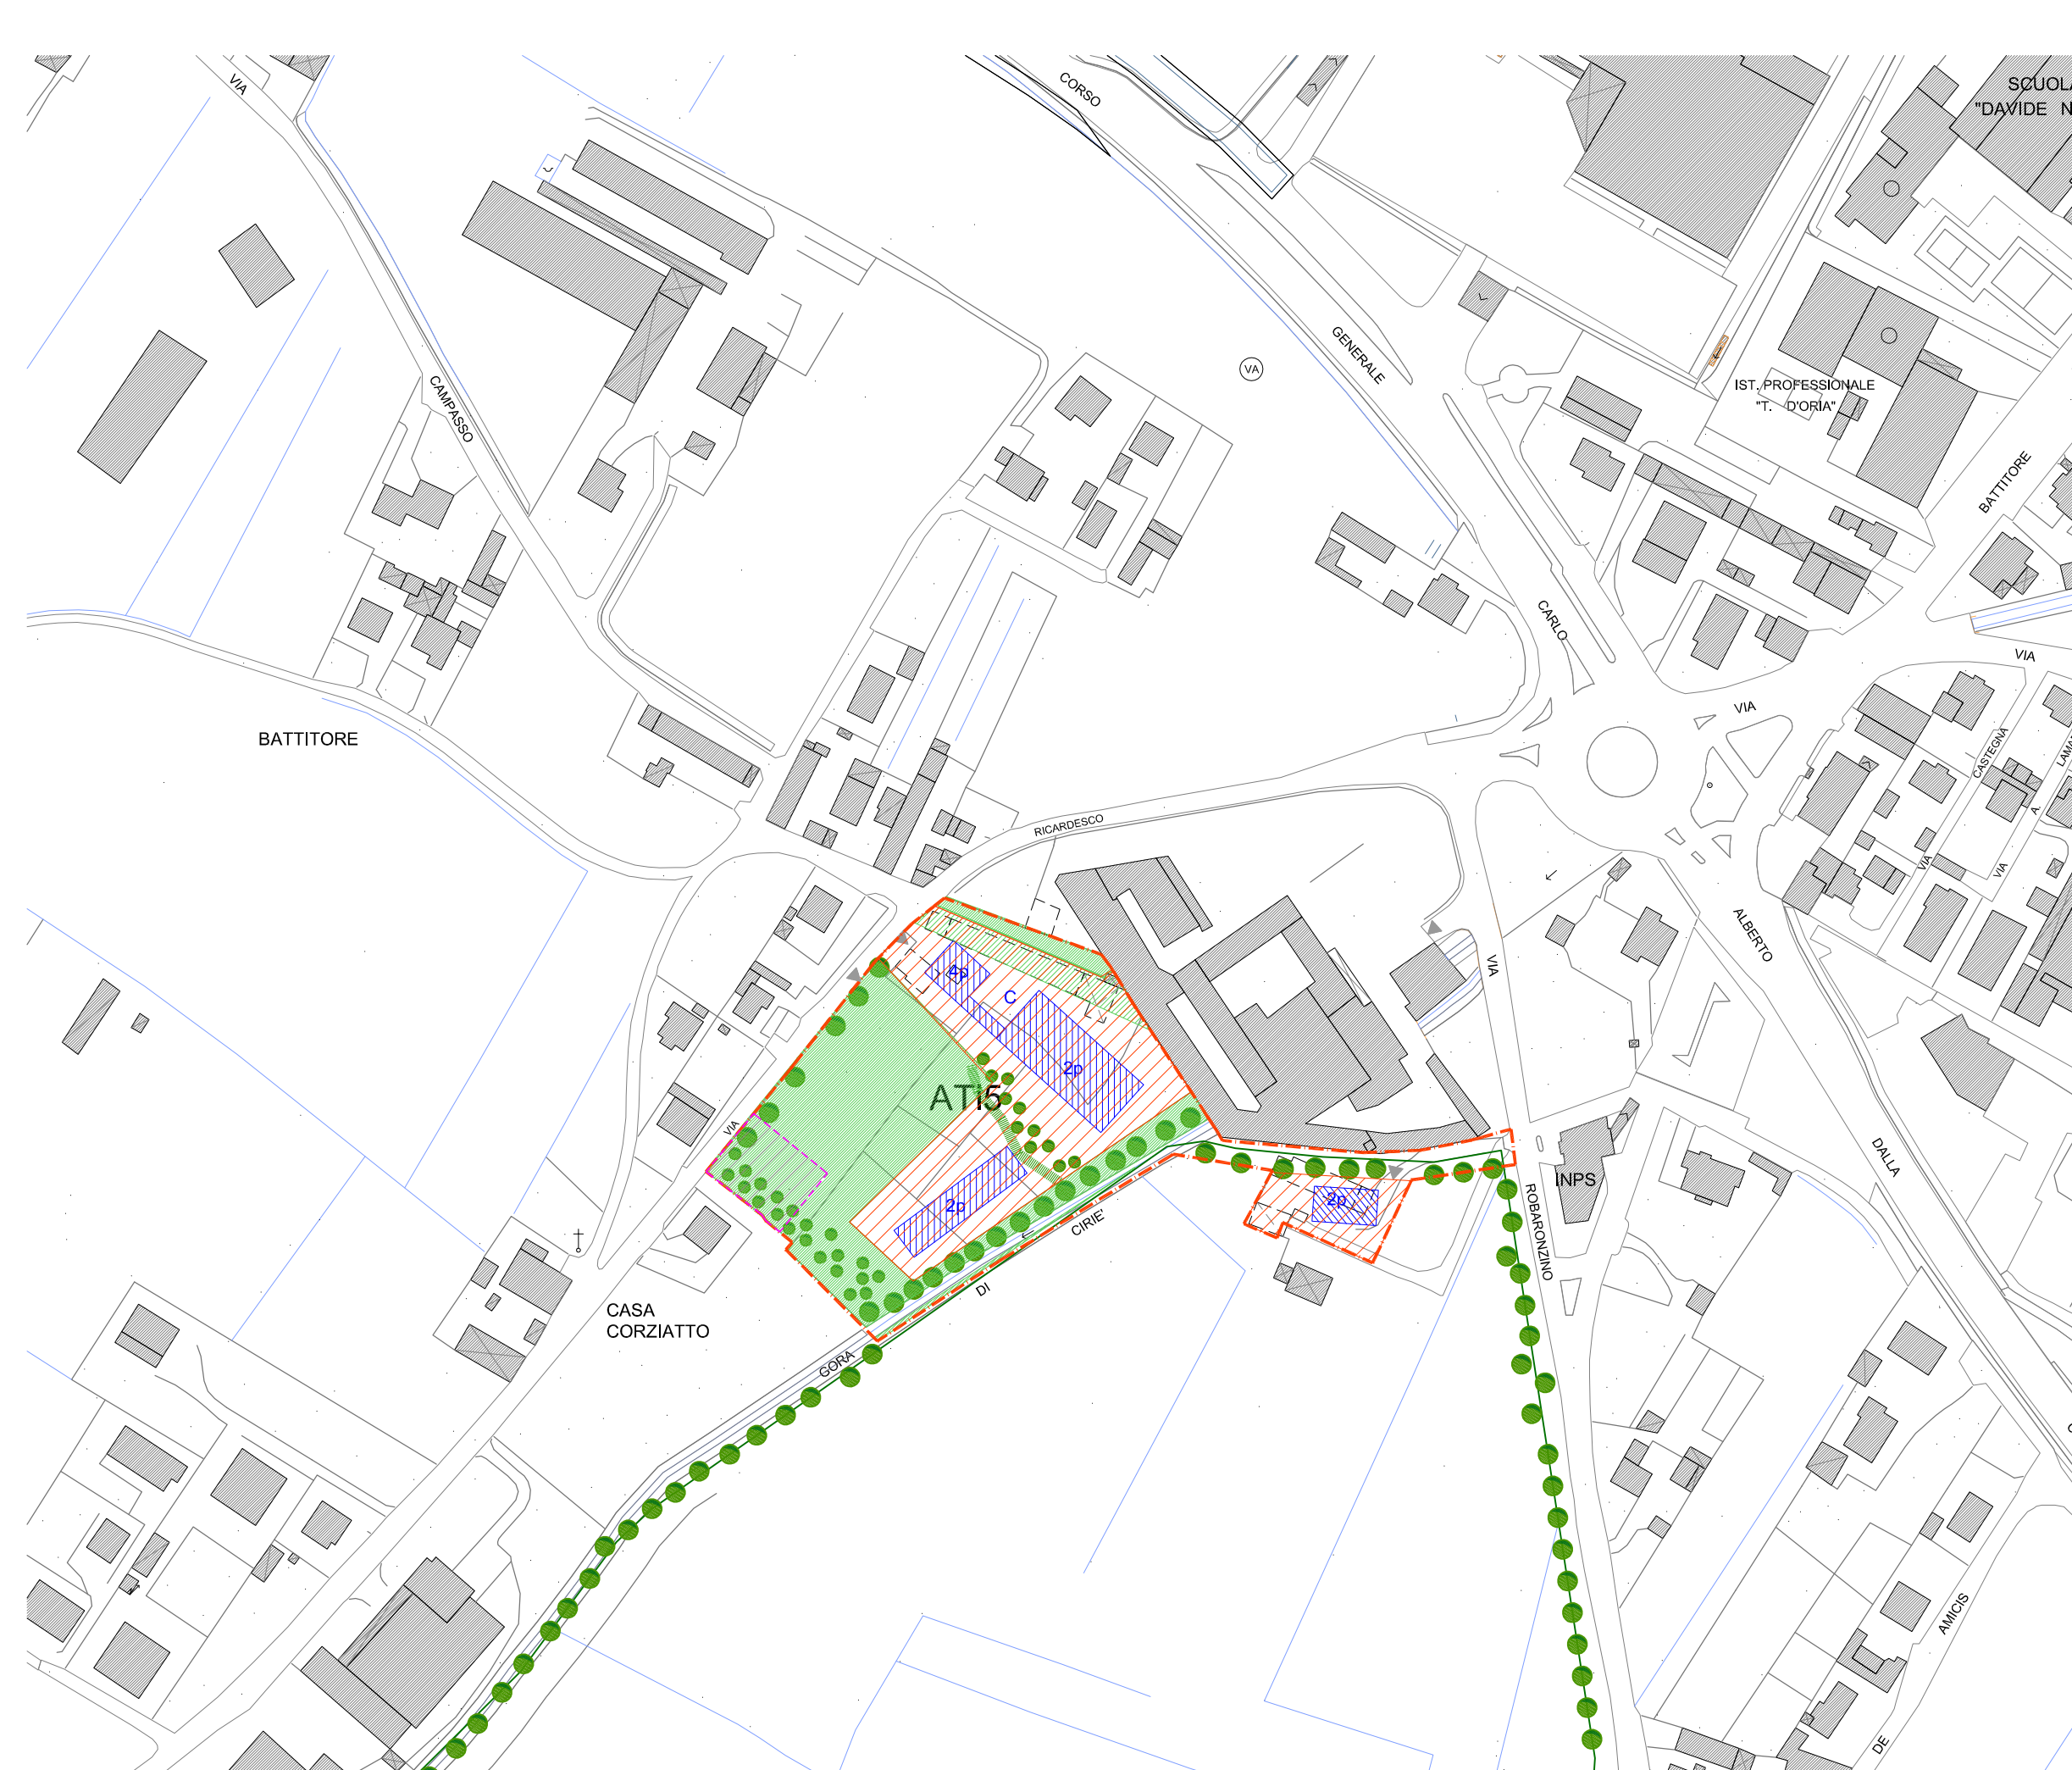 SCUOLA
"DAVIDE N
VIA
CORSO
GENERALE
VA
CAMPASSO
IST. PROFESSIONALE
"T. D'ORIA"
BATTITORE
CARLO
VIA
VIA
BATTITORE
CASTEGNA
LAMA
A.
VIA
VIA
RICARDESCO
ALBERTO
VIA
4p
C
2p
ATi5
VIA
DALLA
INPS
2p
2p
ROBARONZINO
CIRIE'
DI
GORA
CASA
CORZIATTO
AMICIS
DE